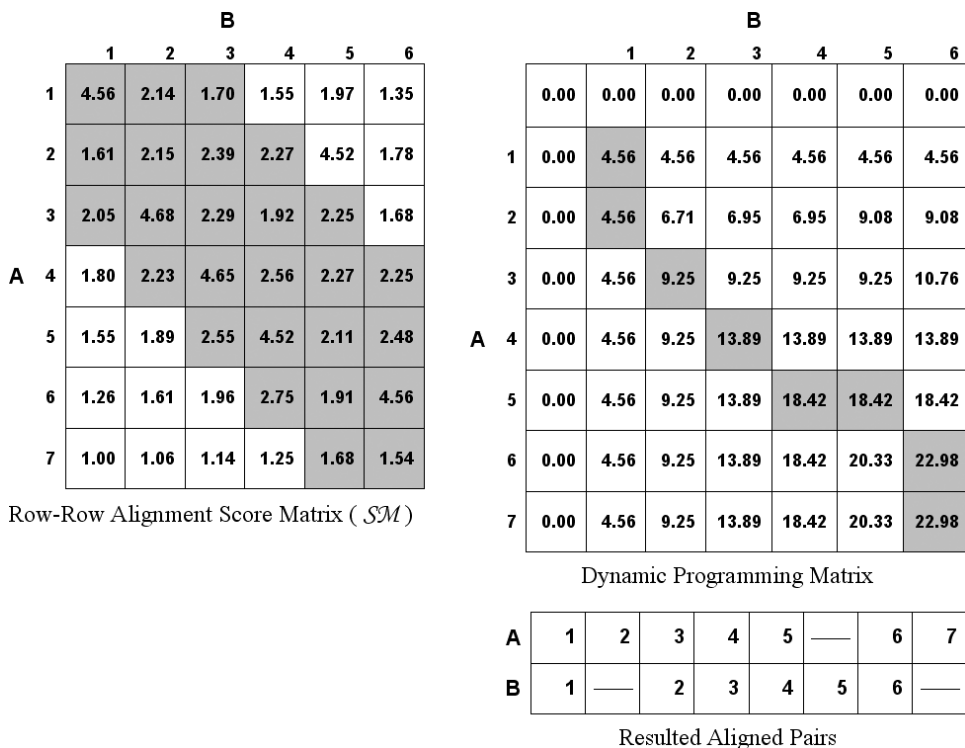 B
1 2 3 4 5 6
1 4.56 2.14 1.70 1.55 1.97 1.35
2 1.61 2.15 2.39 2.27 4.52 1.78
3 2.05 4.68 2.29 1.92 2.25 1.68
A 4 1.80 2.23 4.65 2.56 2.27 2.25
5 1.55 1.89 2.55 4.52 2.11 2.48
6 1.26 1.61 1.96 2.75 1.91 4.56
7 1.00 1.06 1.14 1.25 1.68 1.54
Row-Row Alignment Score Matrix ( SM )
B
1 2 3 4 5 6
0.00 0.00 0.00 0.00 0.00 0.00 0.00
1 0.00 4.56 4.56 4.56 4.56 4.56 4.56
2 0.00 4.56 6.71 6.95 6.95 9.08 9.08
3 0.00 4.56 9.25 9.25 9.25 9.25 10.76
A 4 0.00 4.56 9.25 13.89 13.89 13.89 13.89
5 0.00 4.56 9.25 13.89 18.42 18.42 18.42
6 0.00 4.56 9.25 13.89 18.42 20.33 22.98
7 0.00 4.56 9.25 13.89 18.42 20.33 22.98
Dynamic Programming Matrix
A 1 2 3 4 5 — 6 7
B 1 — 2 3 4 5 6 —
Resulted Aligned Pairs